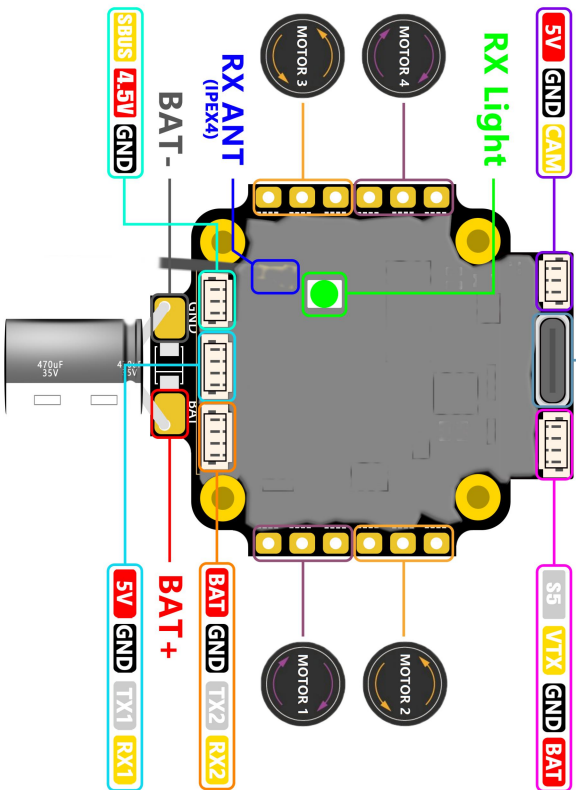 5V GND CAM
S5 VTX GND BAT
RX Light
MOTOR 4
MOTOR 2
MOTOR 3
MOTOR 1
RX ANT
(IPEX4)
BAT GND TX2 RX2
GND
BAT
BAT-
BAT+
SBUS 4.5V GND
5V GND TX1 RX1
470uF
35V